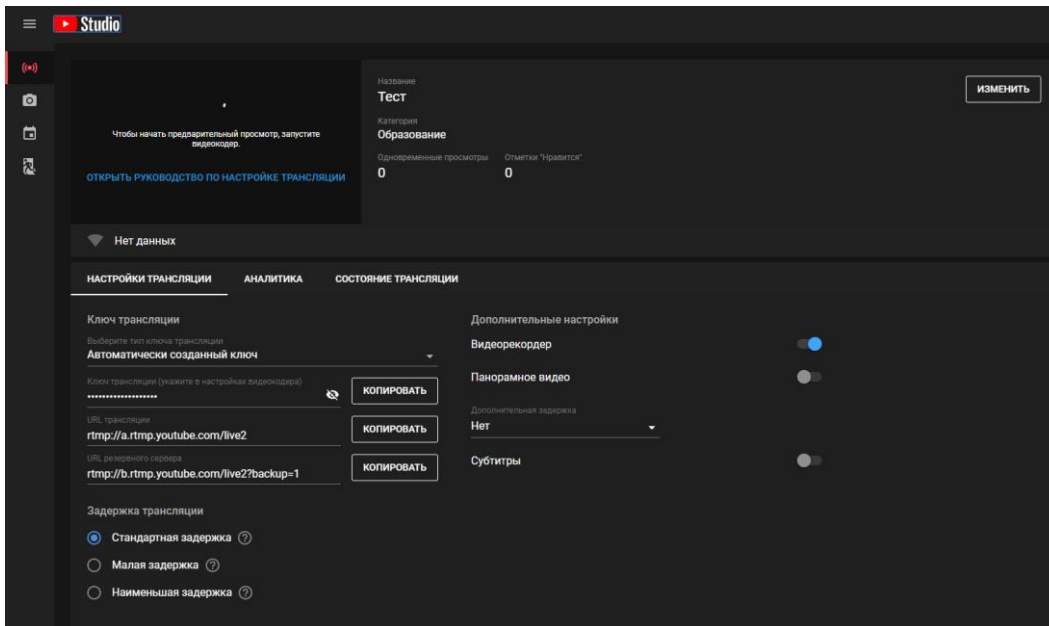 Studio
Название
Тест
ИЗМЕНИТЬ
Категория
Образование
Чтобы начать предварительный просмотр, запустите
видеокодер.
Одновременные просмотры Отметки "Нравится"
0 0
ОТКРЫТЬ РУКОВОДСТВО ПО НАСТРОЙКЕ ТРАНСЛЯЦИИ
Нет данных
НАСТРОЙКИ ТРАНСЛЯЦИИ АНАЛИТИКА СОСТОЯНИЕ ТРАНСЛЯЦИИ
Ключ трансляции
Выберите тип ключа трансляции
Автоматически созданный ключ
Ключ трансляции (укажите в настройках видеокодера)
•••••••••••••••••••
КОПИРОВАТЬ
URL трансляции
rtmp://a.rtmp.youtube.com/live2
КОПИРОВАТЬ
URL резервного сервера
rtmp://b.rtmp.youtube.com/live2?backup=1
КОПИРОВАТЬ
Задержка трансляции
Стандартная задержка
Малая задержка
Наименьшая задержка
Дополнительные настройки
Видеорекордер
Панорамное видео
Дополнительная задержка
Нет
Субтитры